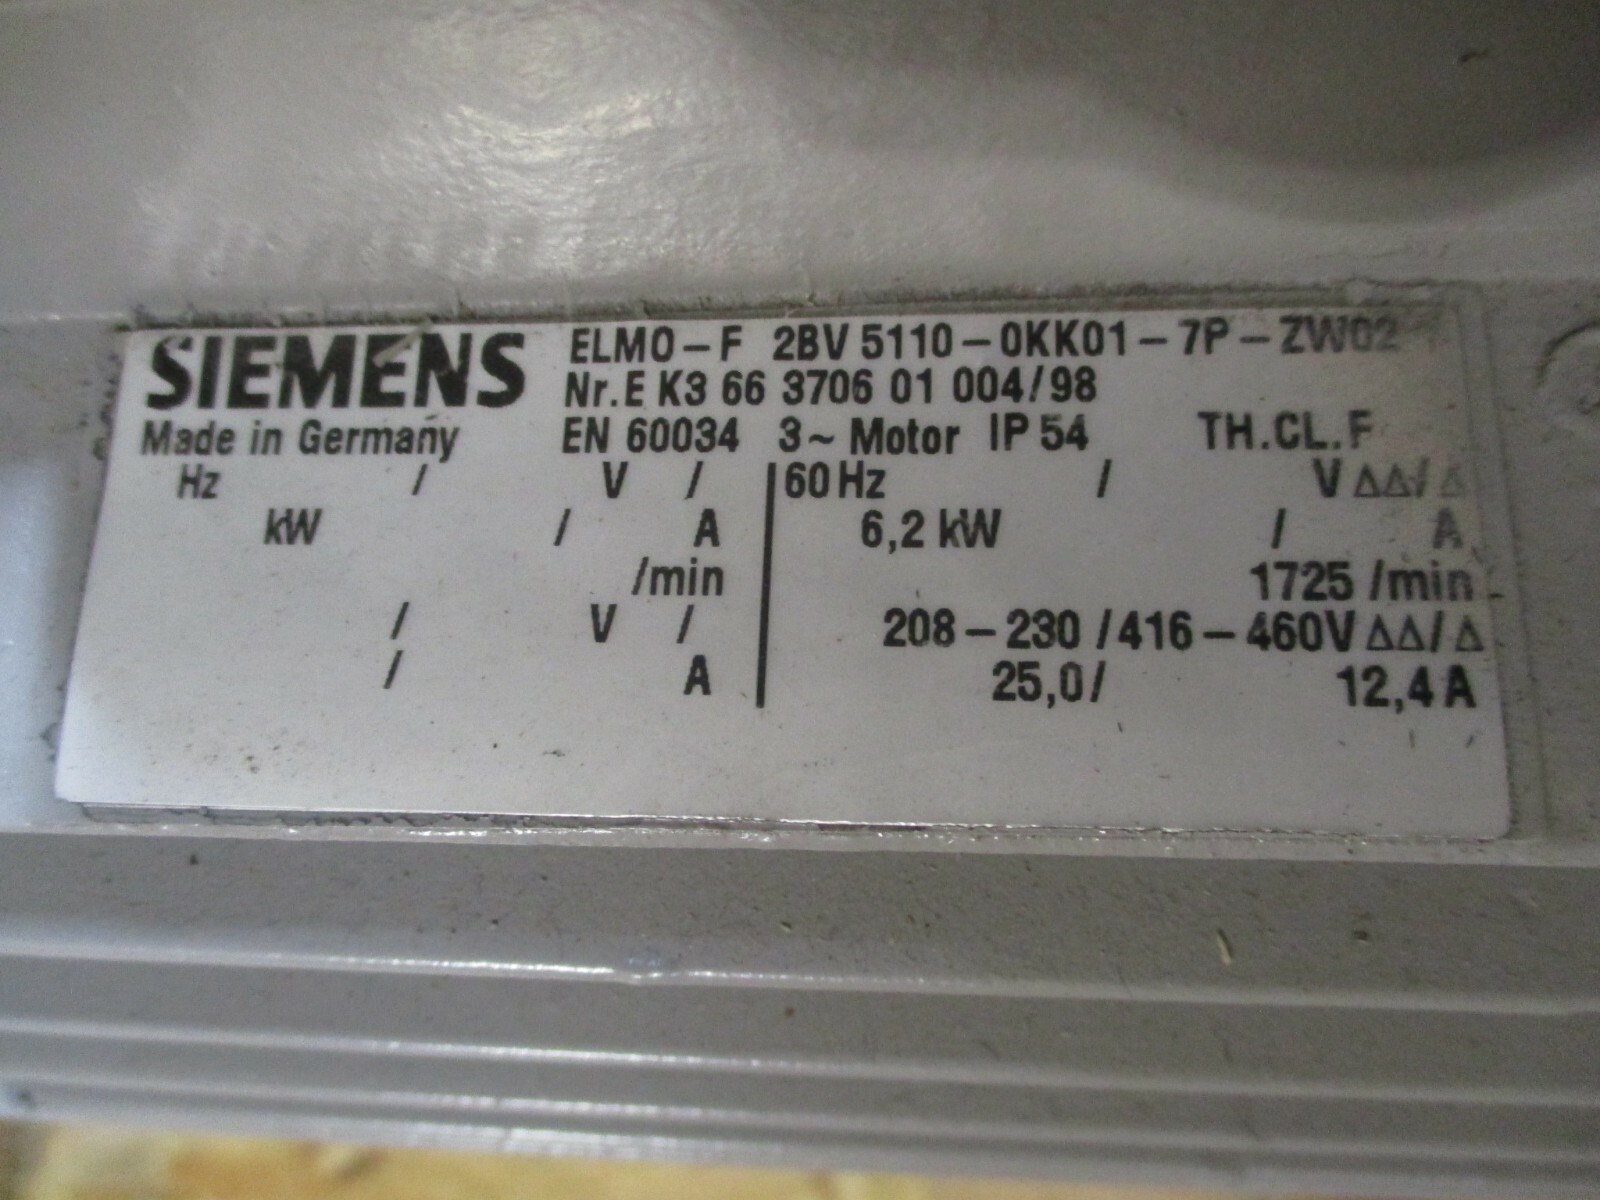 SIEMENS ELMO-F 2BV 5110-0KK01-7P-ZW02
Nr.E K3 66 3706 01 004/98
Made in Germany EN 60034 3~ Motor IP 54 TH.CL.F
Hz / V / 60 Hz / V ΔΔ/Δ
kW / A 6,2 kW / A
/min 1725 /min
/ V / 208-230/416-460V ΔΔ/Δ
/ A 25,0/ 12,4 A